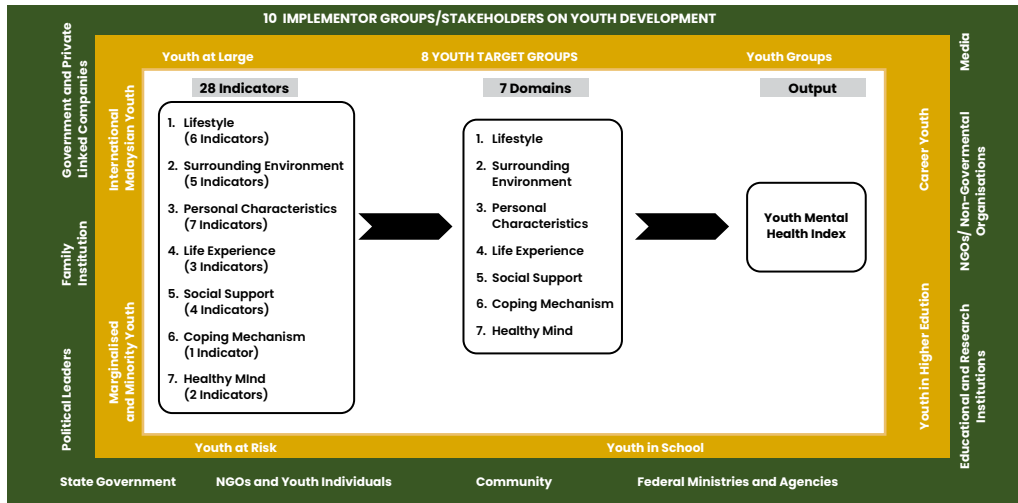 10 IMPLEMENTOR GROUPS/STAKEHOLDERS ON YOUTH DEVELOPMENT
Government and Private
Linked Companies
Family
Institution
Political Leaders
Media
NGOs/ Non-Govermental
Organisations
Educational and Research
Institutions
State Government
NGOs and Youth Individuals
Community
Federal Ministries and Agencies
Youth at Large
8 YOUTH TARGET GROUPS
Youth Groups
International
Malaysian Youth
Marginalised
and Minority Youth
Career Youth
Youth in Higher Edution
Youth at Risk
Youth in School
28 Indicators
1. Lifestyle
(6 Indicators)
2. Surrounding Environment
(5 Indicators)
3. Personal Characteristics
(7 Indicators)
4. Life Experience
(3 Indicators)
5. Social Support
(4 Indicators)
6. Coping Mechanism
(1 Indicator)
7. Healthy MInd
(2 Indicators)
7 Domains
1. Lifestyle
2. Surrounding
Environment
3. Personal
Characteristics
4. Life Experience
5. Social Support
6. Coping Mechanism
7. Healthy Mind
Output
Youth Mental
Health Index